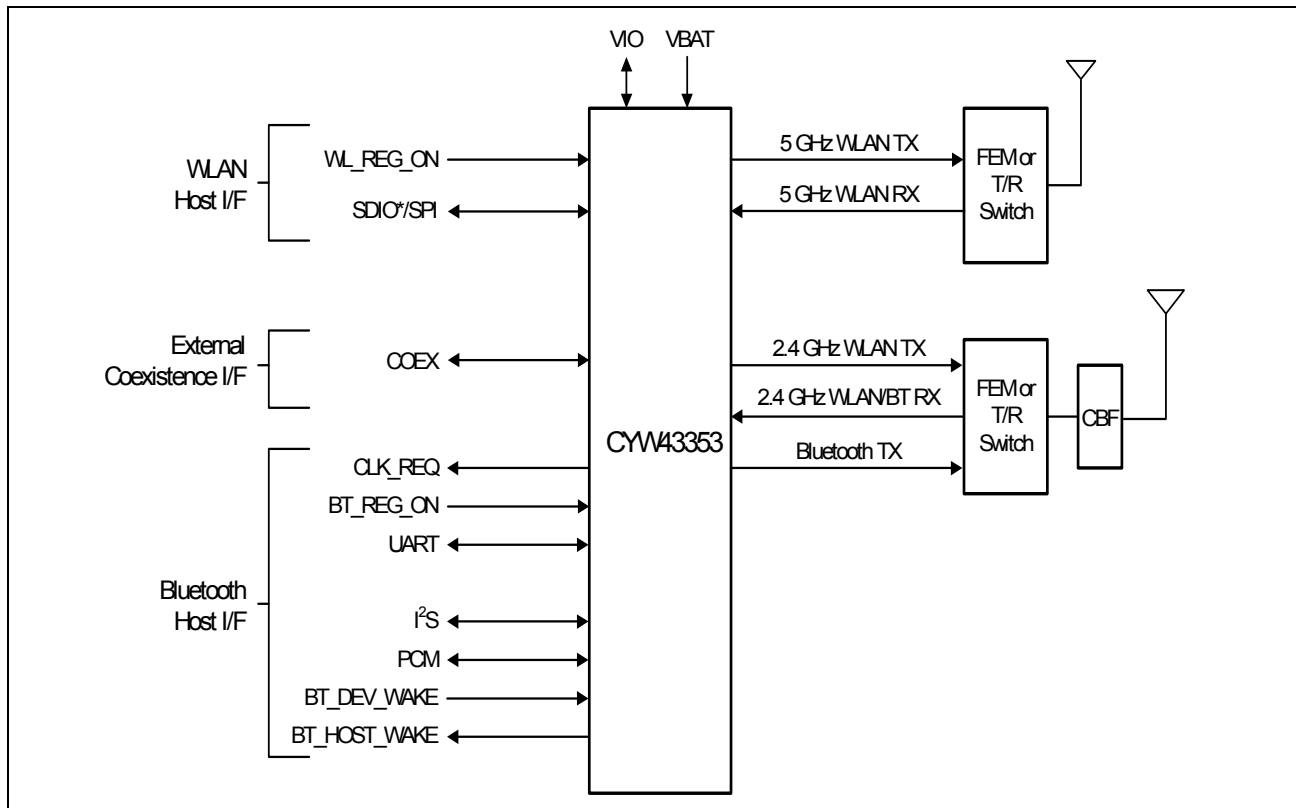 VIO VBAT
WLAN
Host I/F
WL_REG_ON
SDIO*/SPI
External
Coexistence I/F
COEX
Bluetooth
Host I/F
CLK_REQ
BT_REG_ON
UART
I²S
PCM
BT_DEV_WAKE
BT_HOST_WAKE
CYW43353
5 GHz WLAN TX
5 GHz WLAN RX
FEM or
T/R
Switch
2.4 GHz WLAN TX
2.4 GHz WLAN/BT RX
Bluetooth TX
FEM or
T/R
Switch
CBF